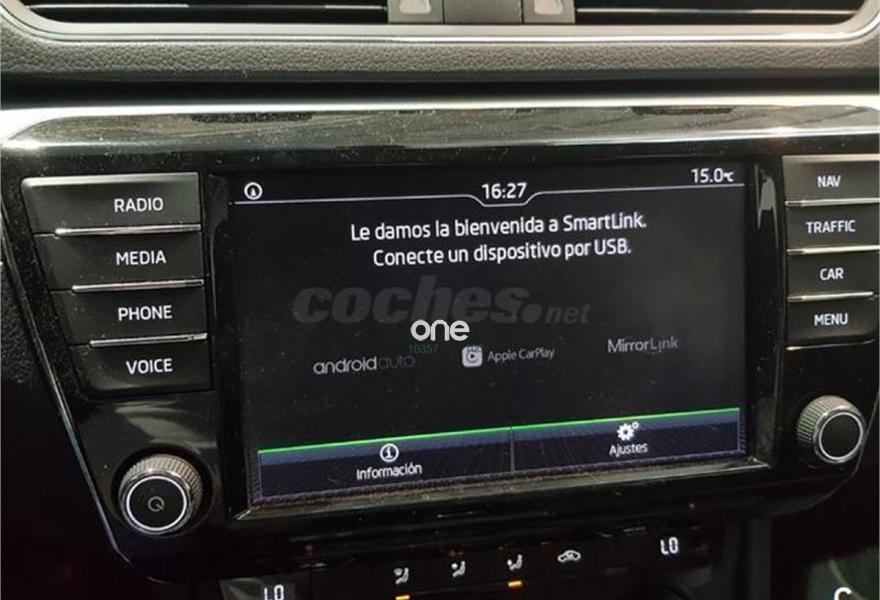 16:27
15.0°C
RADIO
MEDIA
PHONE
VOICE
Le damos la bienvenida a SmartLink.
Conecte un dispositivo por USB.
coches.net
one
10357
androidauto
Apple CarPlay
MirrorLink
Información
Ajustes
NAV
TRAFFIC
CAR
MENU
LO
LO
C